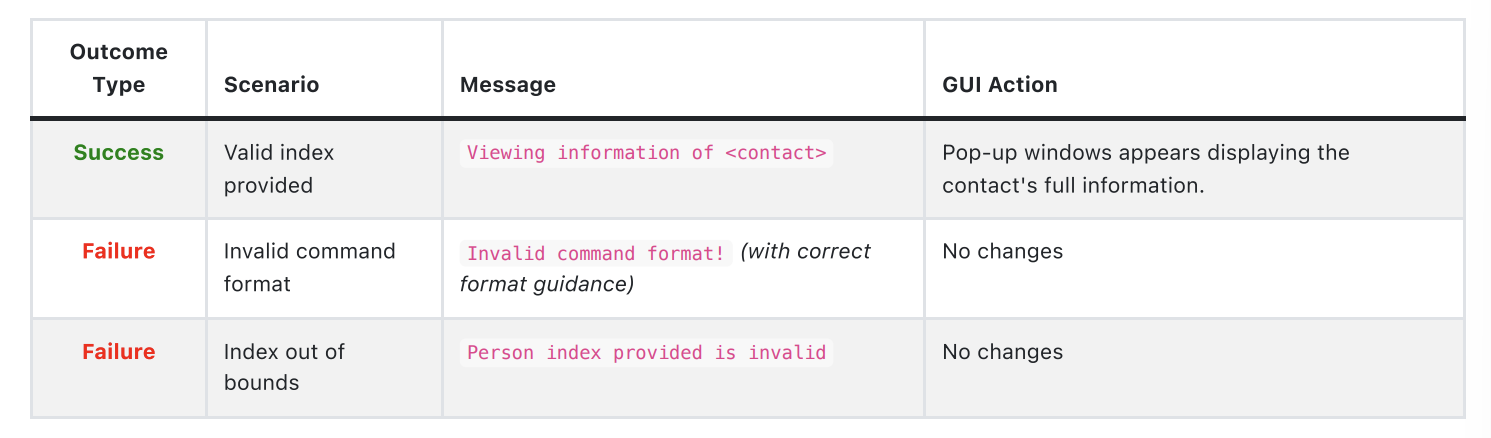 Outcome
Type
Scenario
Message
GUI Action
Success
Valid index
provided
Viewing information of <contact>
Pop-up windows appears displaying the
contact's full information.
Failure
Invalid command
format
Invalid command format! (with correct
format guidance)
No changes
Failure
Index out of
bounds
Person index provided is invalid
No changes